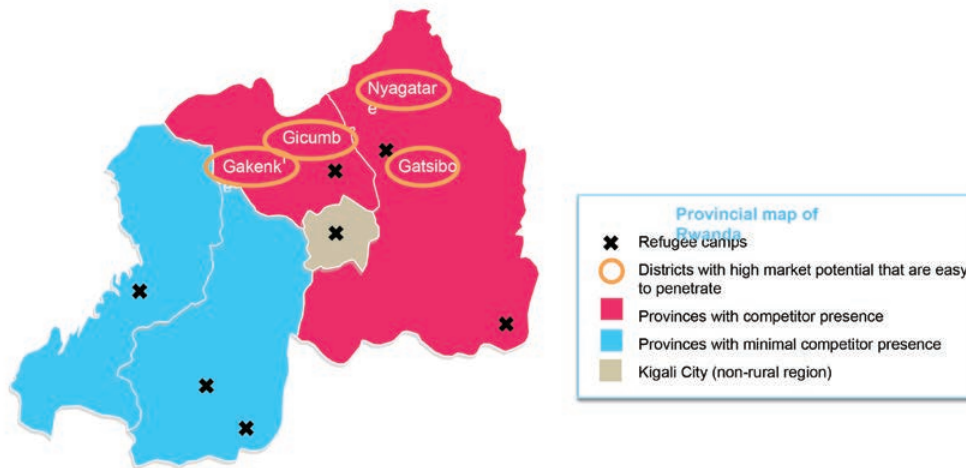 Nyagatar
e
Gicumb
e
Gakenk
e
Gatsibo
Provincial map of
Rwanda
Refugee camps
Districts with high market potential that are easy
to penetrate
Provinces with competitor presence
Provinces with minimal competitor presence
Kigali City (non-rural region)